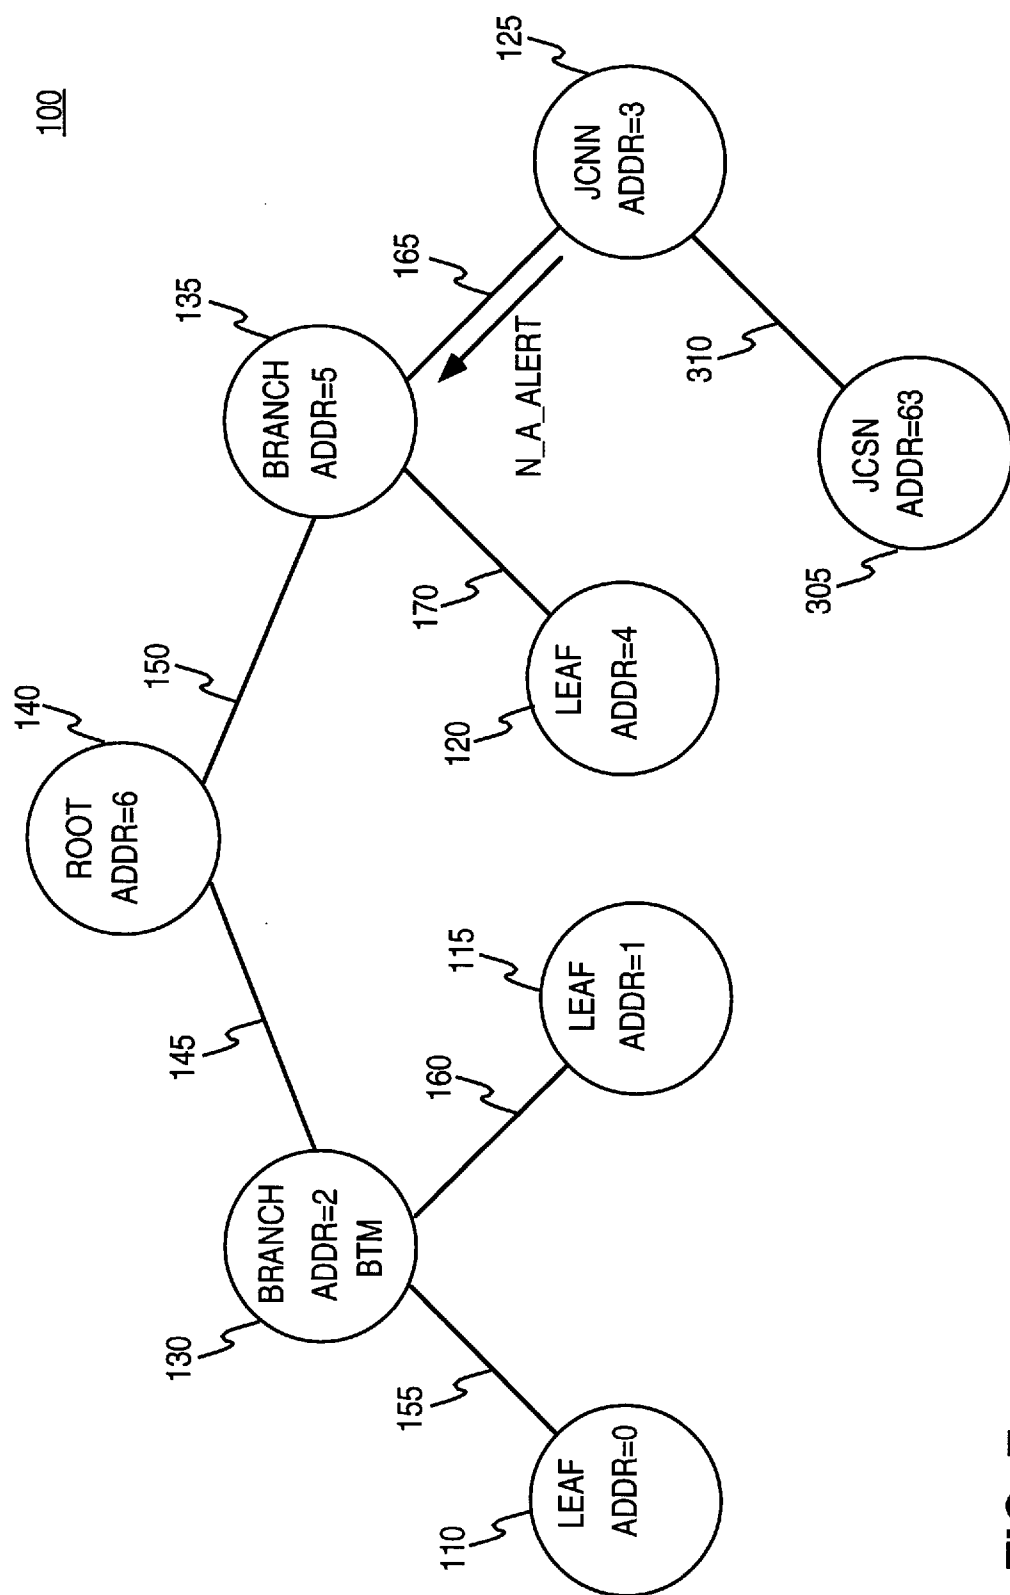 100
140
ROOT
ADDR=6
145
150
130
BRANCH
ADDR=2
BTM
135
BRANCH
ADDR=5
155
160
170
165
N_A_ALERT
110
LEAF
ADDR=0
115
LEAF
ADDR=1
120
LEAF
ADDR=4
125
JCNN
ADDR=3
310
305
JCSN
ADDR=63